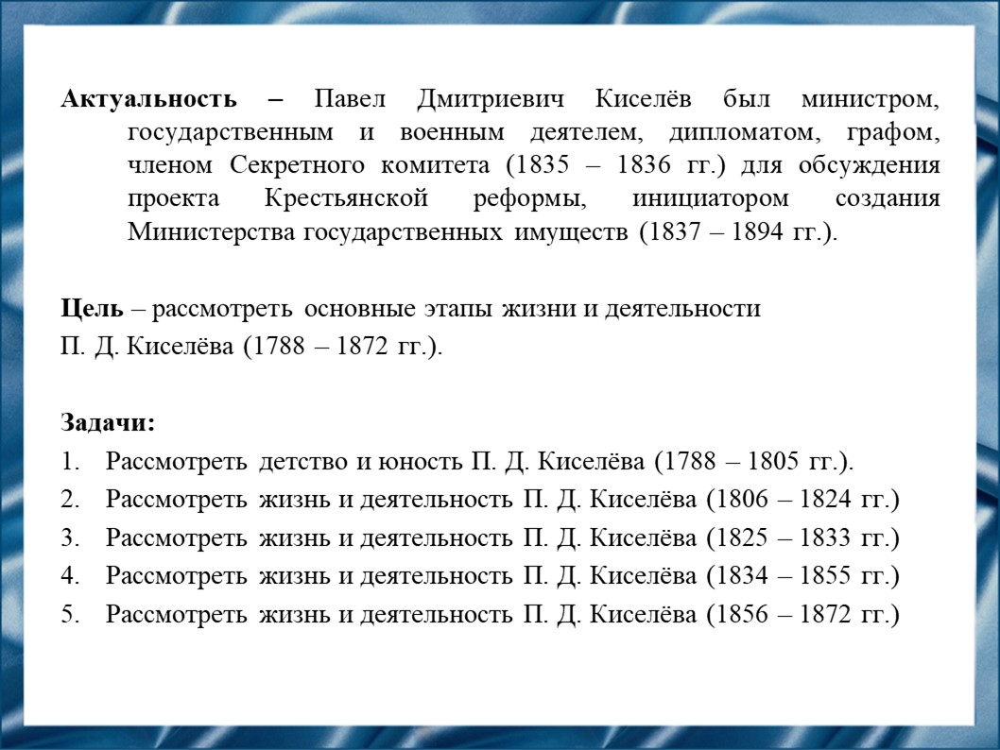 Актуальность – Павел Дмитриевич Киселёв был министром,
государственным и военным деятелем, дипломатом, графом,
членом Секретного комитета (1835 – 1836 гг.) для обсуждения
проекта Крестьянской реформы, инициатором создания
Министерства государственных имуществ (1837 – 1894 гг.).
Цель – рассмотреть основные этапы жизни и деятельности
П. Д. Киселёва (1788 – 1872 гг.).
Задачи:
1. Рассмотреть детство и юность П. Д. Киселёва (1788 – 1805 гг.).
2. Рассмотреть жизнь и деятельность П. Д. Киселёва (1806 – 1824 гг.)
3. Рассмотреть жизнь и деятельность П. Д. Киселёва (1825 – 1833 гг.)
4. Рассмотреть жизнь и деятельность П. Д. Киселёва (1834 – 1855 гг.)
5. Рассмотреть жизнь и деятельность П. Д. Киселёва (1856 – 1872 гг.)